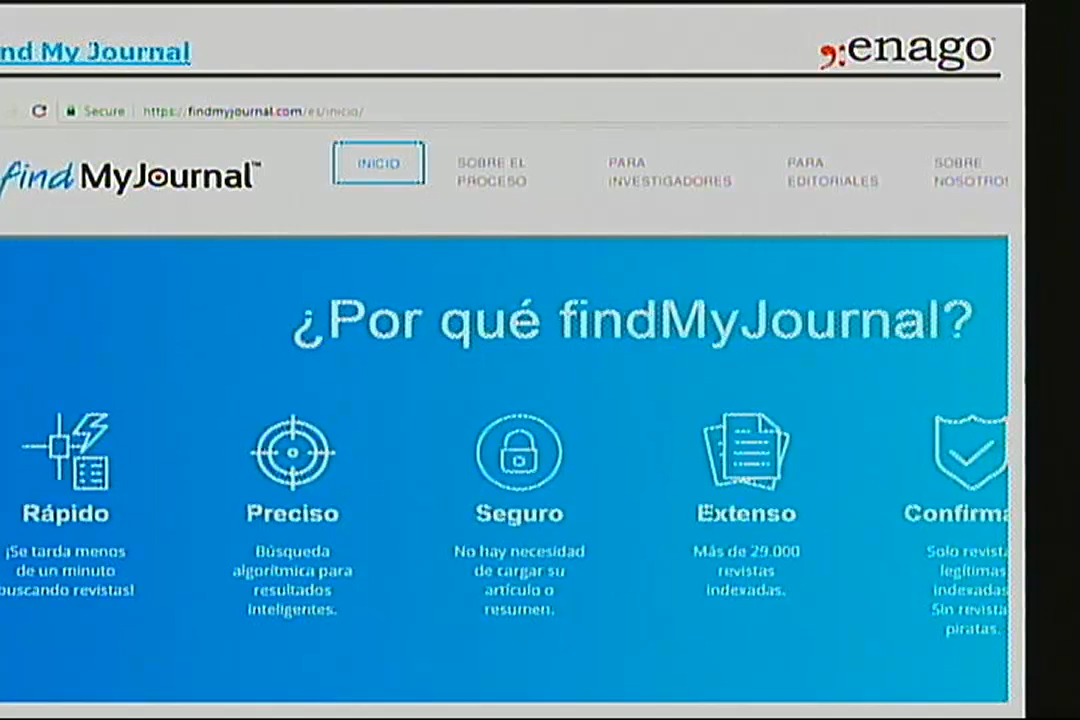 nd My Journal
enago
Secure
https://findmyjournal.com/es/inicio/
find MyJournal™
INICIO
SOBRE EL
PROCESO
PARA
INVESTIGADORES
PARA
EDITORIALES
SOBRE
NOSOTROS
¿Por qué findMyJournal?
Rápido
¡Se tarda menos
de un minuto
buscando revistas!
Preciso
Búsqueda
algorítmica para
resultados
inteligentes.
Seguro
No hay necesidad
de cargar su
artículo o
resumen.
Extenso
Más de 29.000
revistas
indexadas.
Confirma
Solo revista
legítimas
indexadas
Sin revista
piratas.